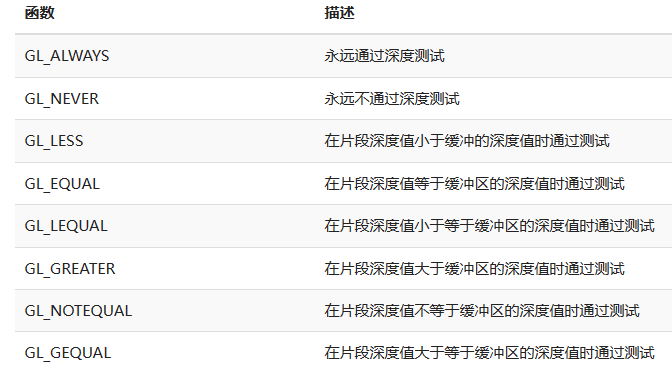 函数 描述
GL_ALWAYS 永远通过深度测试
GL_NEVER 永远不通过深度测试
GL_LESS 在片段深度值小于缓冲的深度值时通过测试
GL_EQUAL 在片段深度值等于缓冲区的深度值时通过测试
GL_LEQUAL 在片段深度值小于等于缓冲区的深度值时通过测试
GL_GREATER 在片段深度值大于缓冲区的深度值时通过测试
GL_NOTEQUAL 在片段深度值不等于缓冲区的深度值时通过测试
GL_GEQUAL 在片段深度值大于等于缓冲区的深度值时通过测试